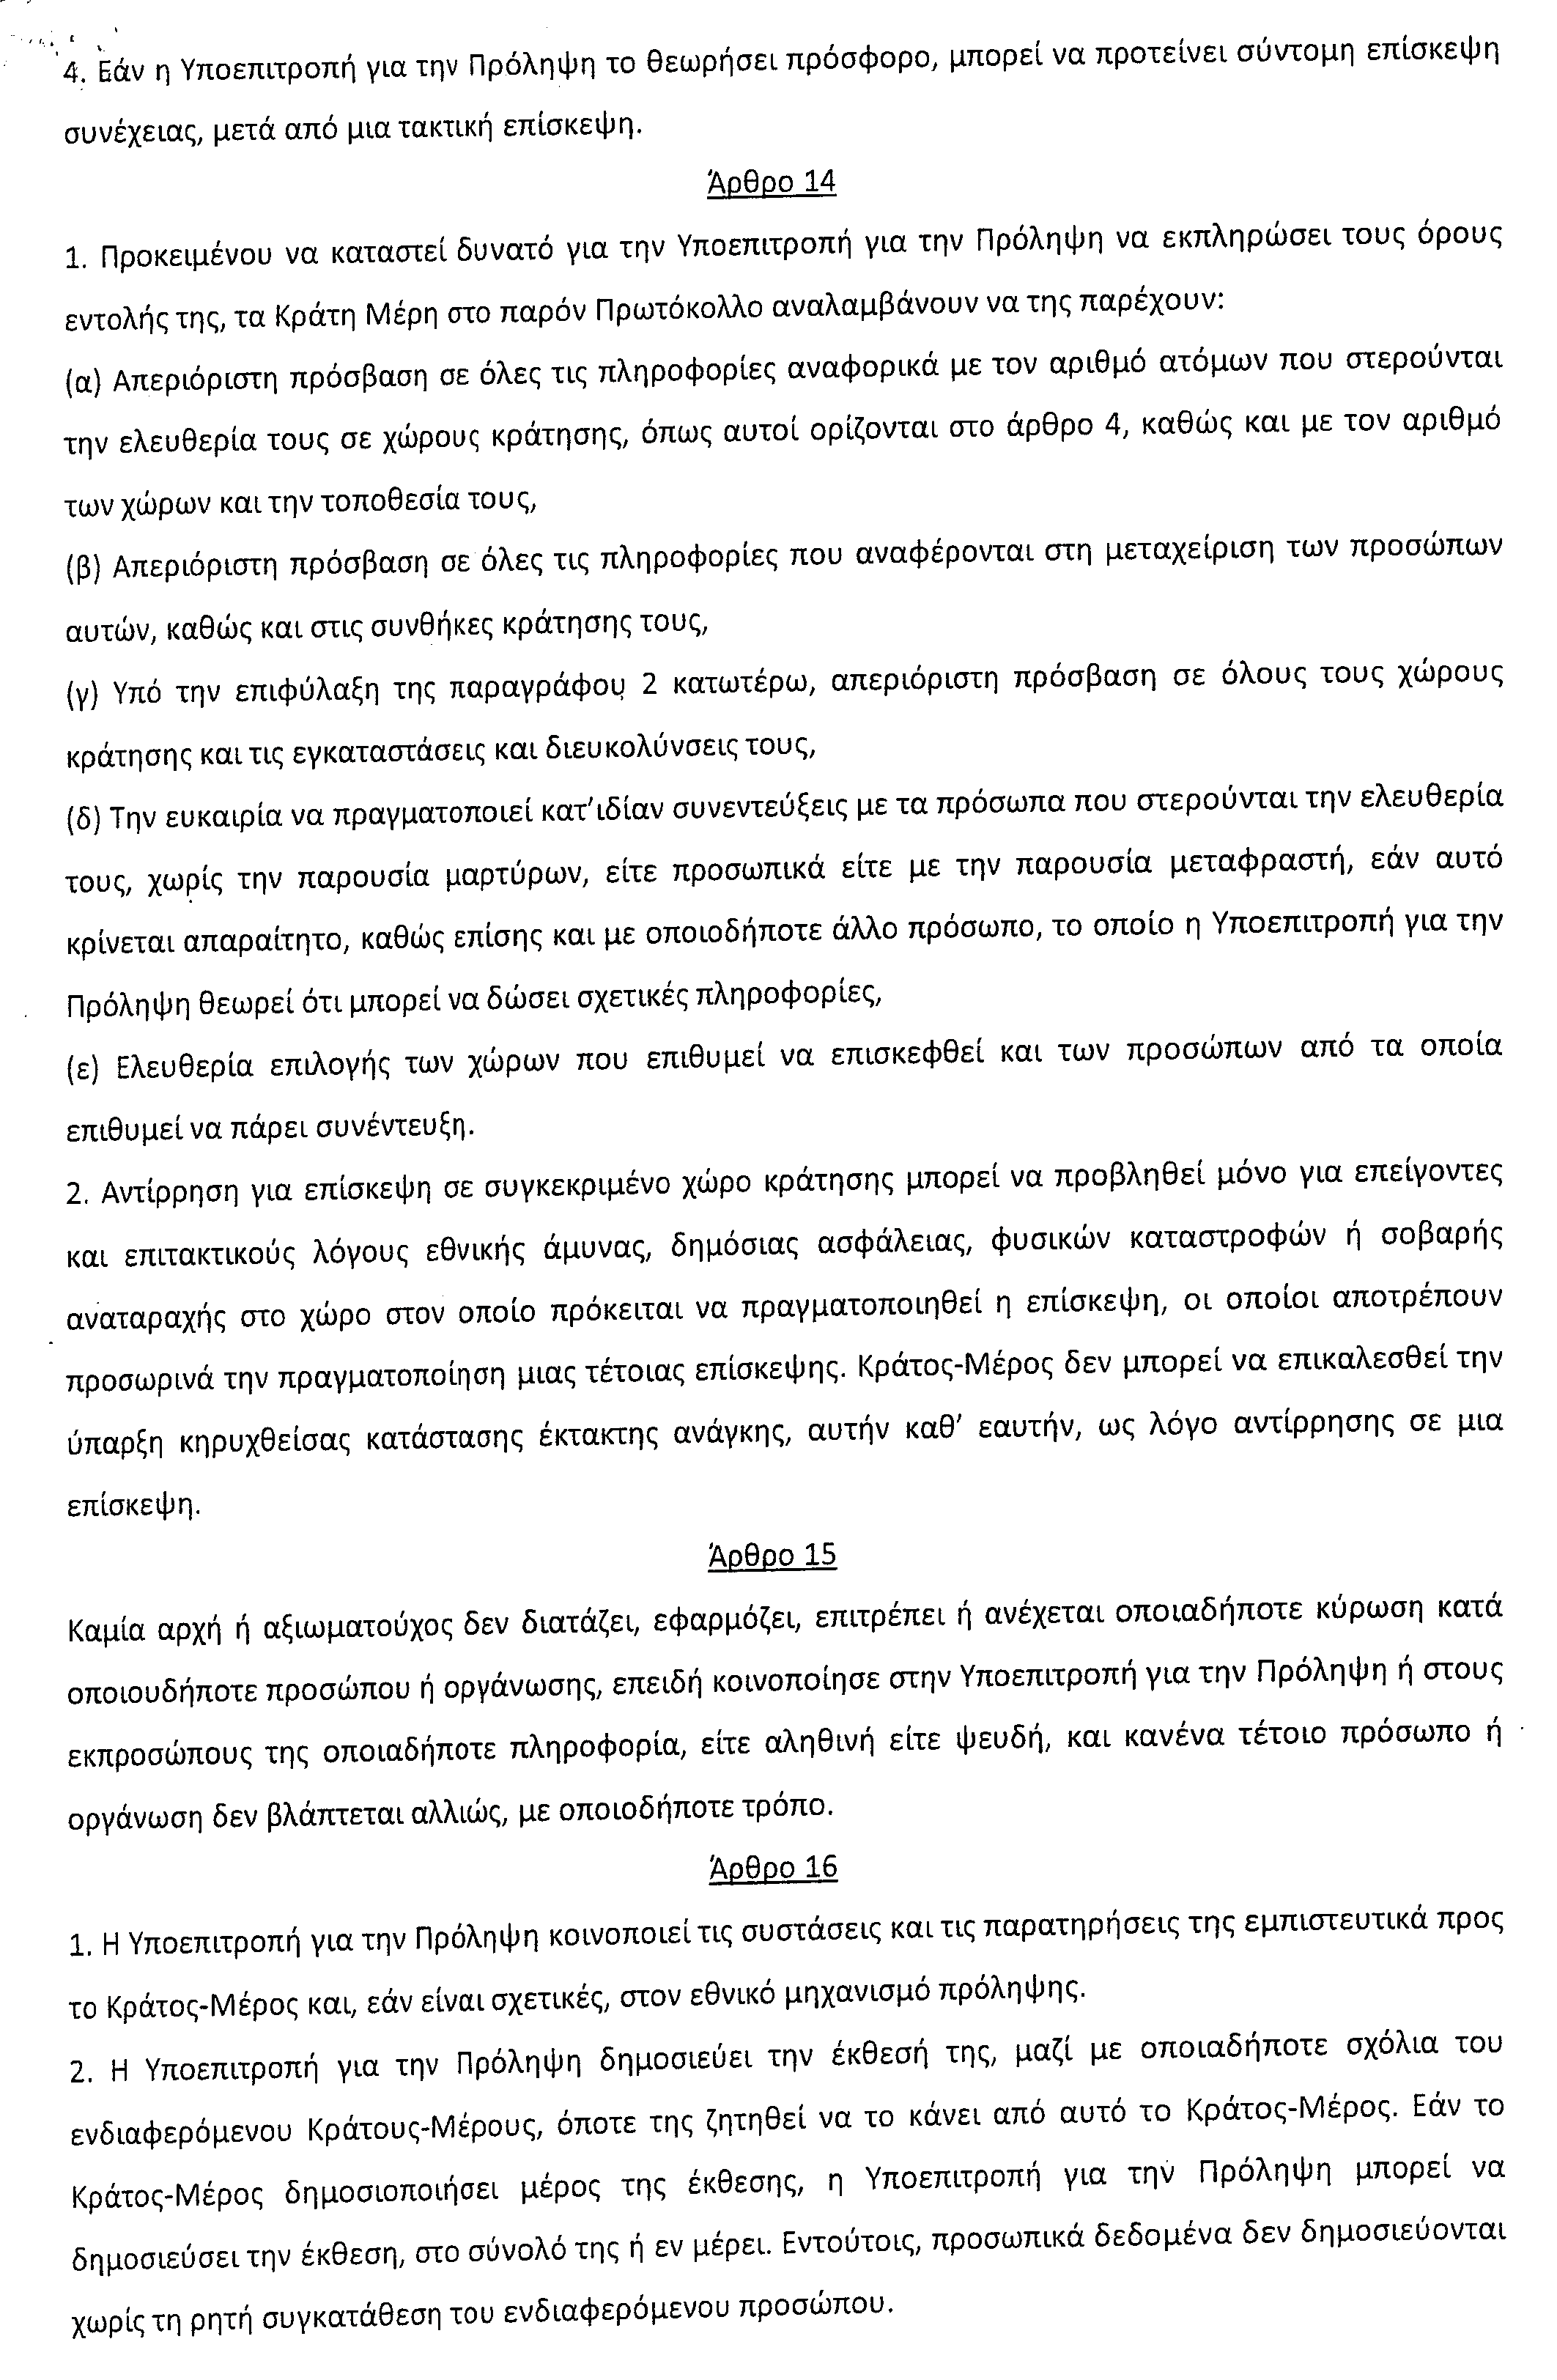 4. Εάν η Υποεπιτροπή για την Πρόληψη το θεωρήσει πρόσφορο, μπορεί να προτείνει σύντομη επίσκεψη
συνέχειας, μετά από μια τακτική επίσκεψη.
Άρθρο 14
1. Προκειμένου να καταστεί δυνατό για την Υποεπιτροπή για την Πρόληψη να εκπληρώσει τους όρους
εντολής της, τα Κράτη Μέρη στο παρόν Πρωτόκολλο αναλαμβάνουν να της παρέχουν:
(α) Απεριόριστη πρόσβαση σε όλες τις πληροφορίες αναφορικά με τον αριθμό ατόμων που στερούνται
την ελευθερία τους σε χώρους κράτησης, όπως αυτοί ορίζονται στο άρθρο 4, καθώς και με τον αριθμό
των χώρων και την τοποθεσία τους,
(β) Απεριόριστη πρόσβαση σε όλες τις πληροφορίες που αναφέρονται στη μεταχείριση των προσώπων
αυτών, καθώς και στις συνθήκες κράτησης τους,
(γ) Υπό την επιφύλαξη της παραγράφου 2 κατωτέρω, απεριόριστη πρόσβαση σε όλους τους χώρους
κράτησης και τις εγκαταστάσεις και διευκολύνσεις τους,
(δ) Την ευκαιρία να πραγματοποιεί κατ'ιδίαν συνεντεύξεις με τα πρόσωπα που στερούνται την ελευθερία
τους, χωρίς την παρουσία μαρτύρων, είτε προσωπικά είτε με την παρουσία μεταφραστή, εάν αυτό
κρίνεται απαραίτητο, καθώς επίσης και με οποιοδήποτε άλλο πρόσωπο, το οποίο η Υποεπιτροπή για την
Πρόληψη θεωρεί ότι μπορεί να δώσει σχετικές πληροφορίες,
(ε) Ελευθερία επιλογής των χώρων που επιθυμεί να επισκεφθεί και των προσώπων από τα οποία
επιθυμεί να πάρει συνέντευξη.
2. Αντίρρηση για επίσκεψη σε συγκεκριμένο χώρο κράτησης μπορεί να προβληθεί μόνο για επείγοντες
και επιτακτικούς λόγους εθνικής άμυνας, δημόσιας ασφάλειας, φυσικών καταστροφών ή σοβαρής
αναταραχής στο χώρο στον οποίο πρόκειται να πραγματοποιηθεί η επίσκεψη, οι οποίοι αποτρέπουν
προσωρινά την πραγματοποίηση μιας τέτοιας επίσκεψης. Κράτος-Μέρος δεν μπορεί να επικαλεσθεί την
ύπαρξη κηρυχθείσας κατάστασης έκτακτης ανάγκης, αυτήν καθ' εαυτήν, ως λόγο αντίρρησης σε μια
επίσκεψη.
Άρθρο 15
Καμία αρχή ή αξιωματούχος δεν διατάζει, εφαρμόζει, επιτρέπει ή ανέχεται οποιαδήποτε κύρωση κατά
οποιουδήποτε προσώπου ή οργάνωσης, επειδή κοινοποίησε στην Υποεπιτροπή για την Πρόληψη ή στους
εκπροσώπους της οποιαδήποτε πληροφορία, είτε αληθινή είτε ψευδή, και κανένα τέτοιο πρόσωπο ή
οργάνωση δεν βλάπτεται αλλιώς, με οποιοδήποτε τρόπο.
Άρθρο 16
1. Η Υποεπιτροπή για την Πρόληψη κοινοποιεί τις συστάσεις και τις παρατηρήσεις της εμπιστευτικά προς
το Κράτος-Μέρος και, εάν είναι σχετικές, στον εθνικό μηχανισμό πρόληψης.
2. Η Υποεπιτροπή για την Πρόληψη δημοσιεύει την έκθεσή της, μαζί με οποιαδήποτε σχόλια του
ενδιαφερόμενου Κράτους-Μέρους, όποτε της ζητηθεί να το κάνει από αυτό το Κράτος-Μέρος. Εάν το
Κράτος-Μέρος δημοσιοποιήσει μέρος της έκθεσης, η Υποεπιτροπή για την Πρόληψη μπορεί να
δημοσιεύσει την έκθεση, στο σύνολό της ή εν μέρει. Εντούτοις, προσωπικά δεδομένα δεν δημοσιεύονται
χωρίς τη ρητή συγκατάθεση του ενδιαφερόμενου προσώπου.